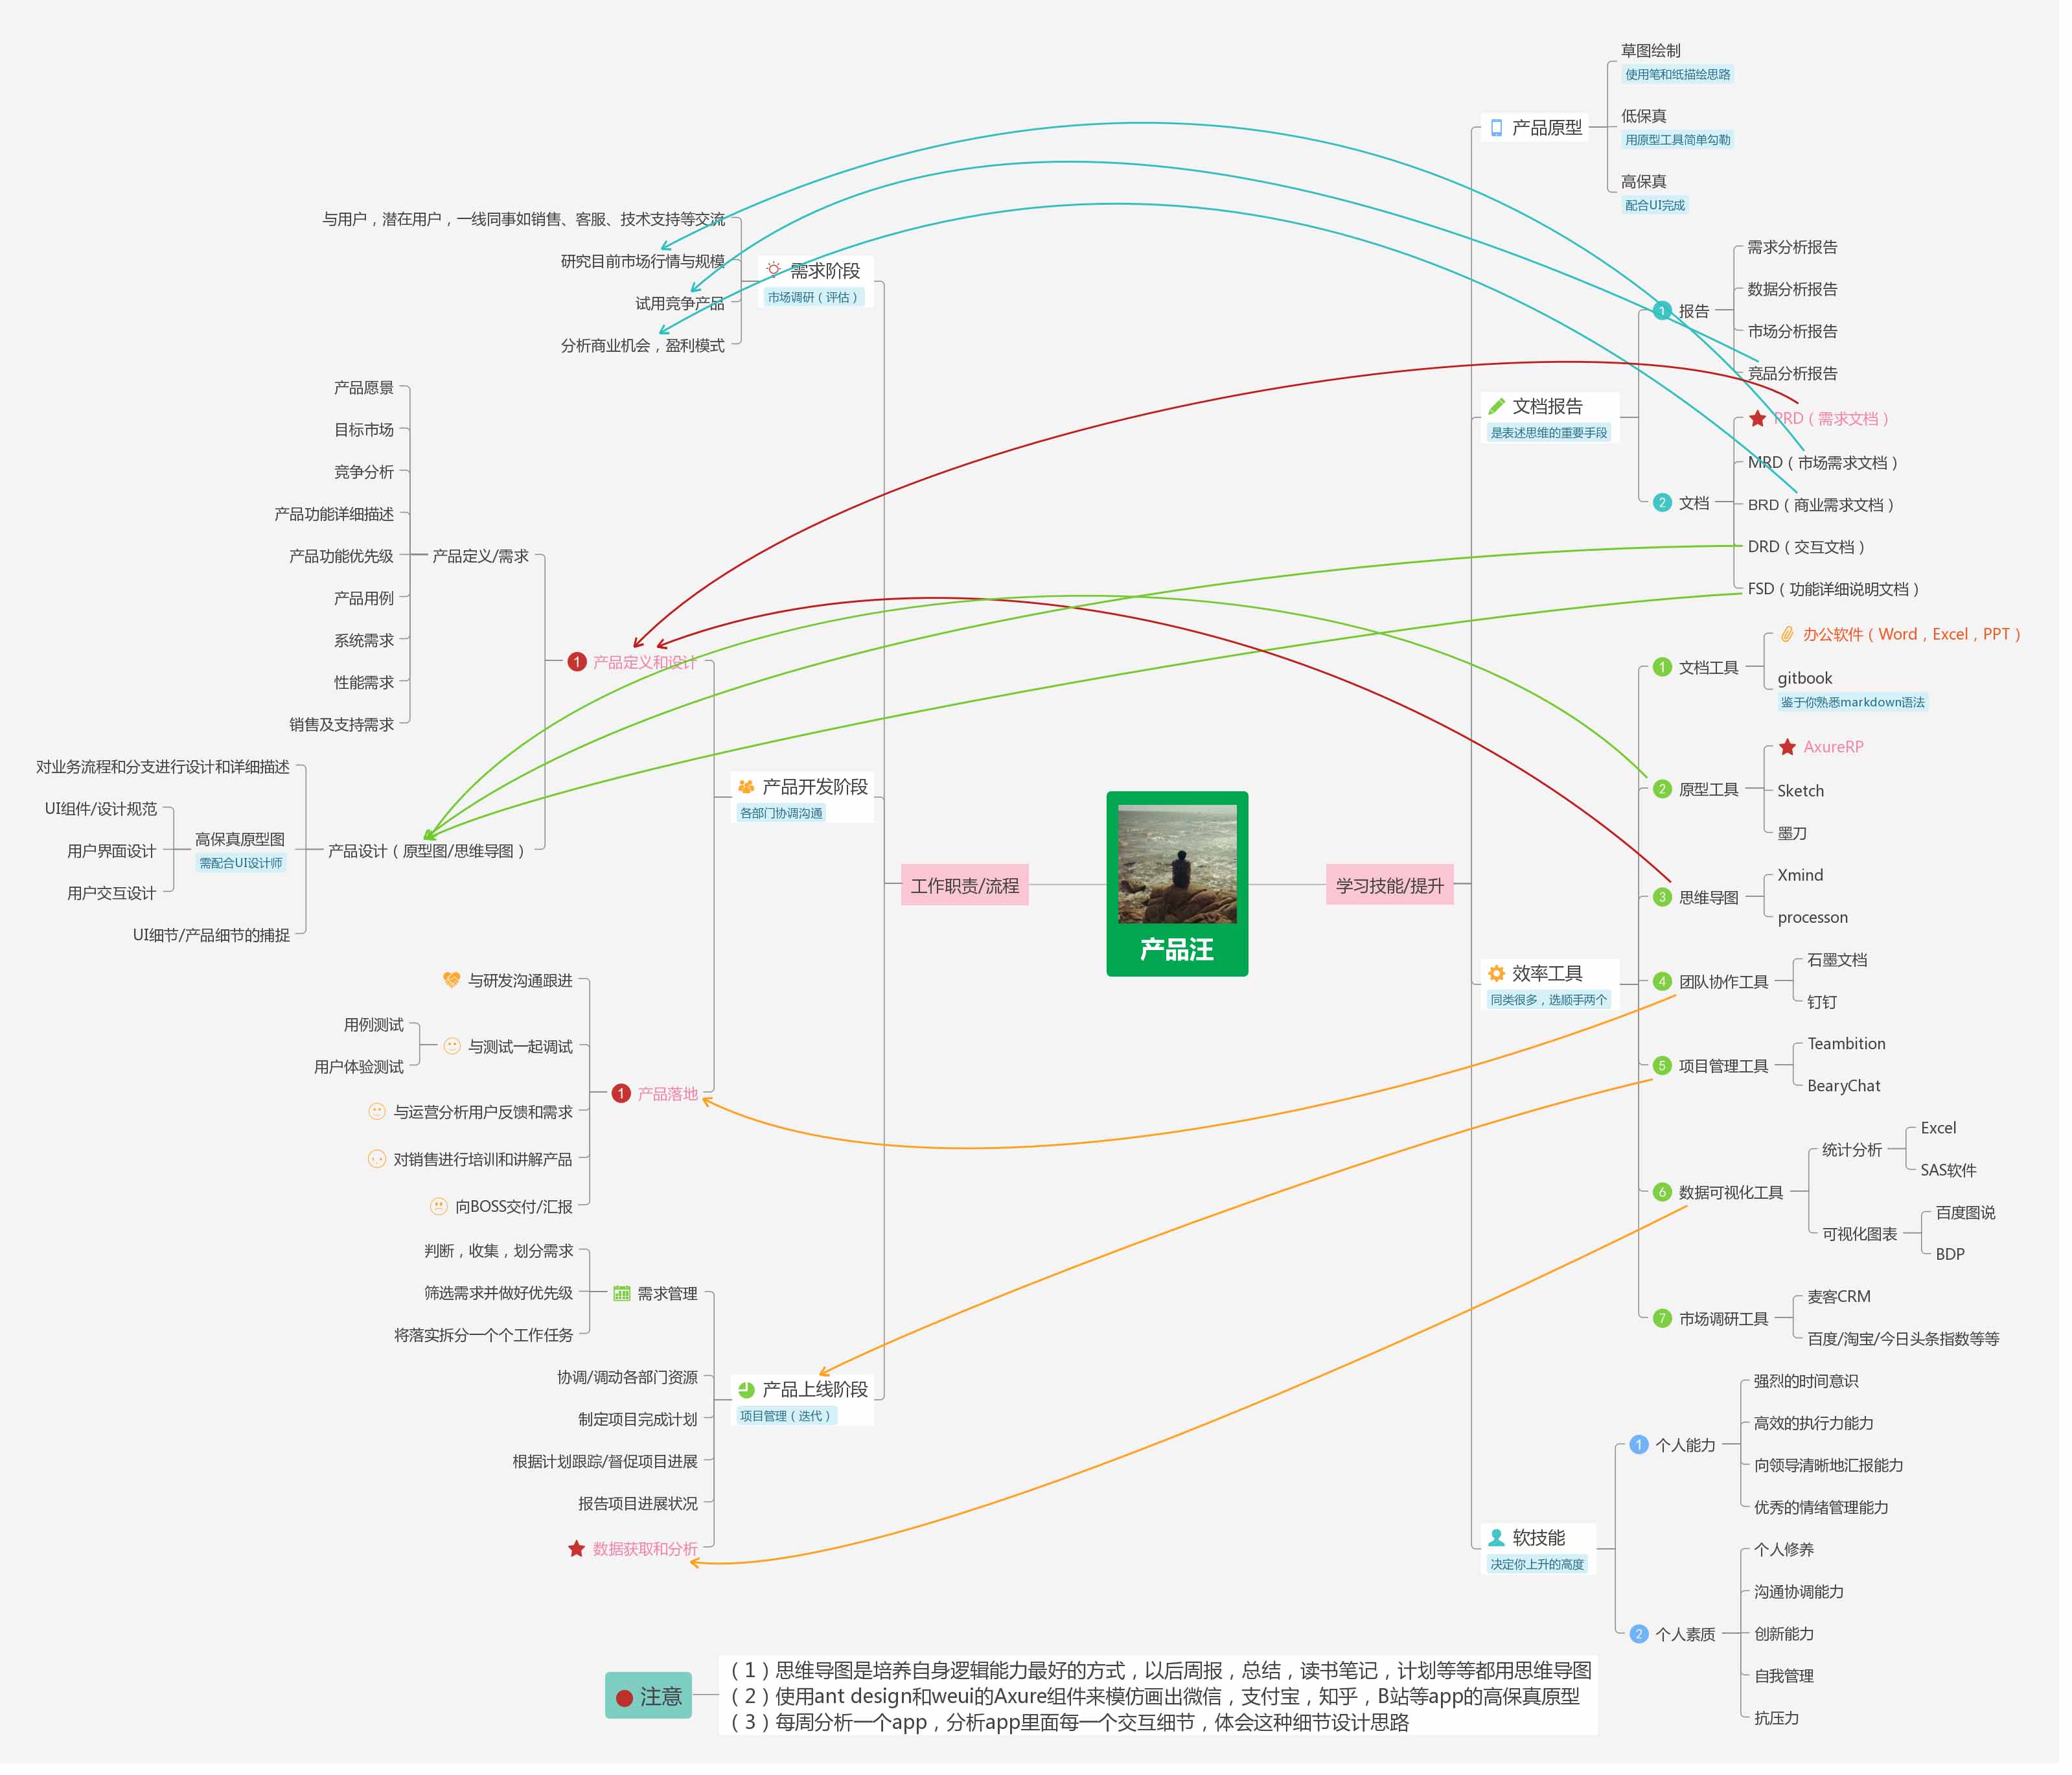 产品汪
工作职责/流程
需求阶段
市场调研（评估）
与用户，潜在用户，一线同事如销售、客服、技术支持等交流
研究目前市场行情与规模
试用竞争产品
分析商业机会，盈利模式
产品开发阶段
各部门协调沟通
1 产品定义和设计
产品定义/需求
产品愿景
目标市场
竞争分析
产品功能详细描述
产品功能优先级
产品用例
系统需求
性能需求
销售及支持需求
产品设计（原型图/思维导图）
对业务流程和分支进行设计和详细描述
高保真原型图
需配合UI设计师
UI组件/设计规范
用户界面设计
用户交互设计
UI细节/产品细节的捕捉
1 产品落地
与研发沟通跟进
与测试一起调试
用例测试
用户体验测试
与运营分析用户反馈和需求
对销售进行培训和讲解产品
向BOSS交付/汇报
产品上线阶段
项目管理（迭代）
需求管理
判断，收集，划分需求
筛选需求并做好优先级
将落实拆分一个个工作任务
协调/调动各部门资源
制定项目完成计划
根据计划跟踪/督促项目进展
报告项目进展状况
数据获取和分析
学习技能/提升
产品原型
草图绘制
使用笔和纸描绘思路
低保真
用原型工具简单勾勒
高保真
配合UI完成
文档报告
是表述思维的重要手段
1 报告
需求分析报告
数据分析报告
市场分析报告
竞品分析报告
2 文档
PRD（需求文档）
MRD（市场需求文档）
BRD（商业需求文档）
DRD（交互文档）
FSD（功能详细说明文档）
效率工具
同类很多，选顺手两个
1 文档工具
办公软件（Word，Excel，PPT）
gitbook
鉴于你熟悉markdown语法
2 原型工具
AxureRP
Sketch
墨刀
3 思维导图
Xmind
processon
4 团队协作工具
石墨文档
钉钉
5 项目管理工具
Teambition
BearyChat
6 数据可视化工具
统计分析
Excel
SAS软件
可视化图表
百度图说
BDP
7 市场调研工具
麦客CRM
百度/淘宝/今日头条指数等等
软技能
决定你上升的高度
1 个人能力
强烈的时间意识
高效的执行力能力
向领导清晰地汇报能力
优秀的情绪管理能力
2 个人素质
个人修养
沟通协调能力
创新能力
自我管理
抗压力
注意
（1）思维导图是培养自身逻辑能力最好的方式，以后周报，总结，读书笔记，计划等等都用思维导图
（2）使用ant design和weui的Axure组件来模仿画出微信，支付宝，知乎，B站等app的高保真原型
（3）每周分析一个app，分析app里面每一个交互细节，体会这种细节设计思路